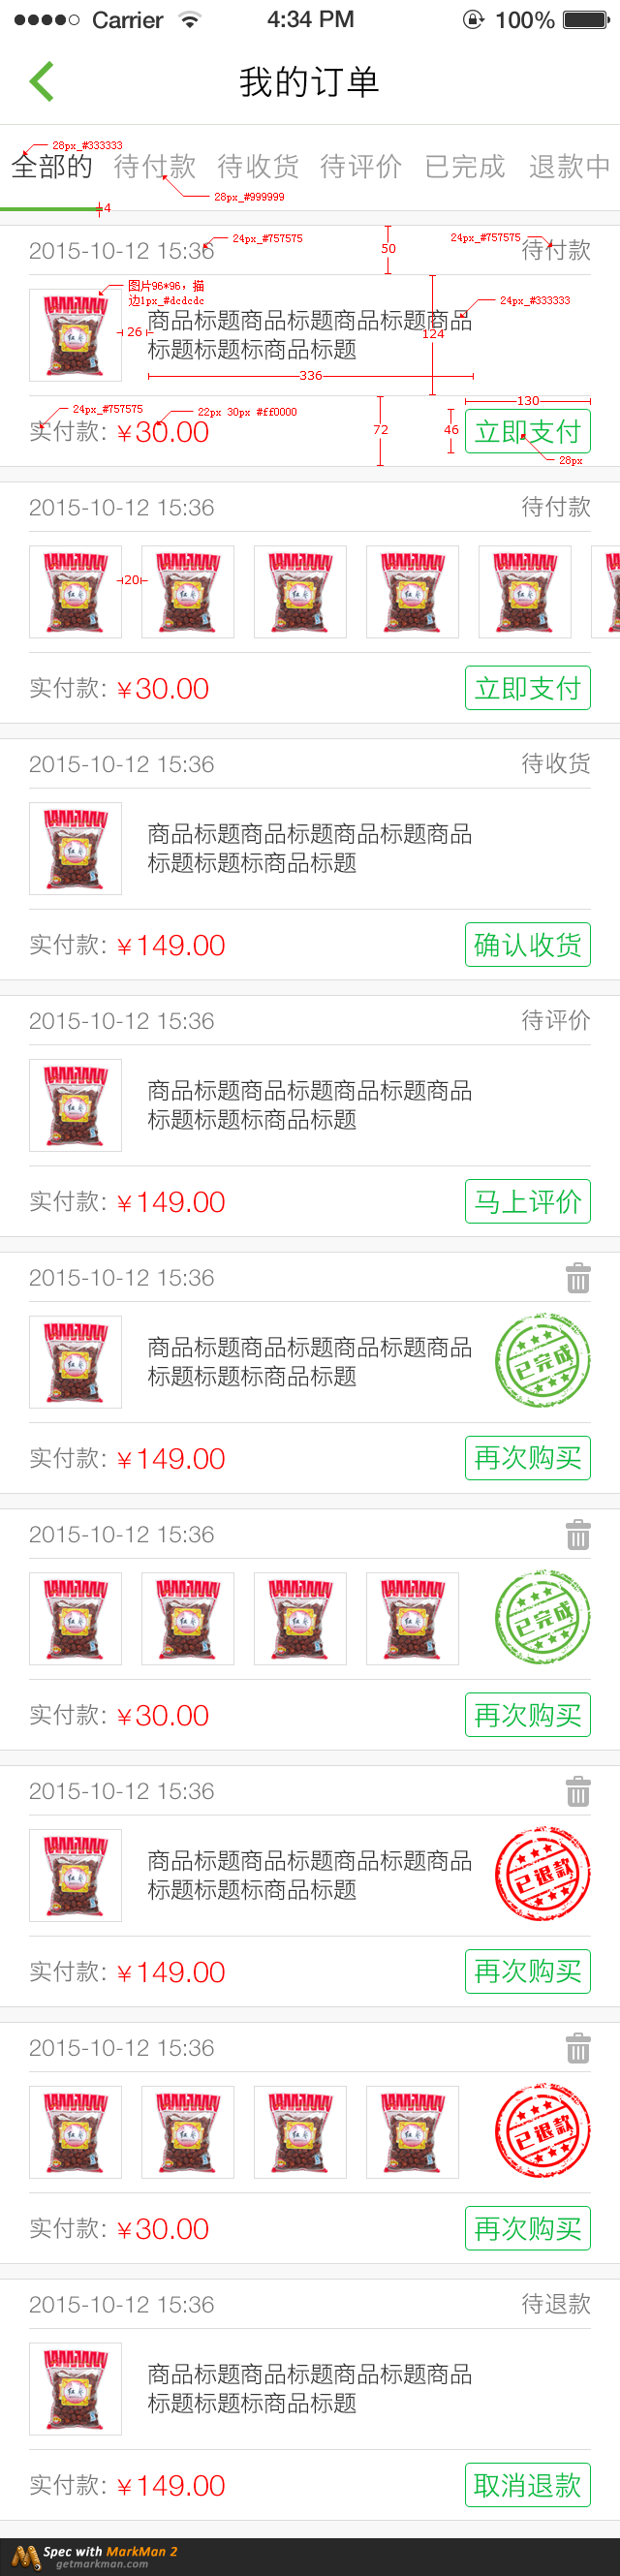 Carrier 4:34 PM 100%
我的订单
28px_#333333
全部的 待付款 待收货 待评价 已完成 退款中
28px_#999999
4
2015-10-12 15:36 24px_#757575 50 24px_#757575 待付款
图片96*96，描
边1px_#dcdcdc
24px_#333333
商品标题商品标题商品标题商品
26
124
标题标题标商品标题
336
24px_#757575 22px 30px #ff0000 130
实付款: ¥30.00 72 46 立即支付
28px
2015-10-12 15:36 待付款
20
实付款: ¥30.00 立即支付
2015-10-12 15:36 待收货
商品标题商品标题商品标题商品
标题标题标商品标题
实付款: ¥149.00 确认收货
2015-10-12 15:36 待评价
商品标题商品标题商品标题商品
标题标题标商品标题
实付款: ¥149.00 马上评价
2015-10-12 15:36
商品标题商品标题商品标题商品
标题标题标商品标题
已完成
实付款: ¥149.00 再次购买
2015-10-12 15:36
已完成
实付款: ¥30.00 再次购买
2015-10-12 15:36
商品标题商品标题商品标题商品
标题标题标商品标题
已退款
实付款: ¥149.00 再次购买
2015-10-12 15:36
已退款
实付款: ¥30.00 再次购买
2015-10-12 15:36 待退款
商品标题商品标题商品标题商品
标题标题标商品标题
实付款: ¥149.00 取消退款
Spec with MarkMan 2
getmarkman.com